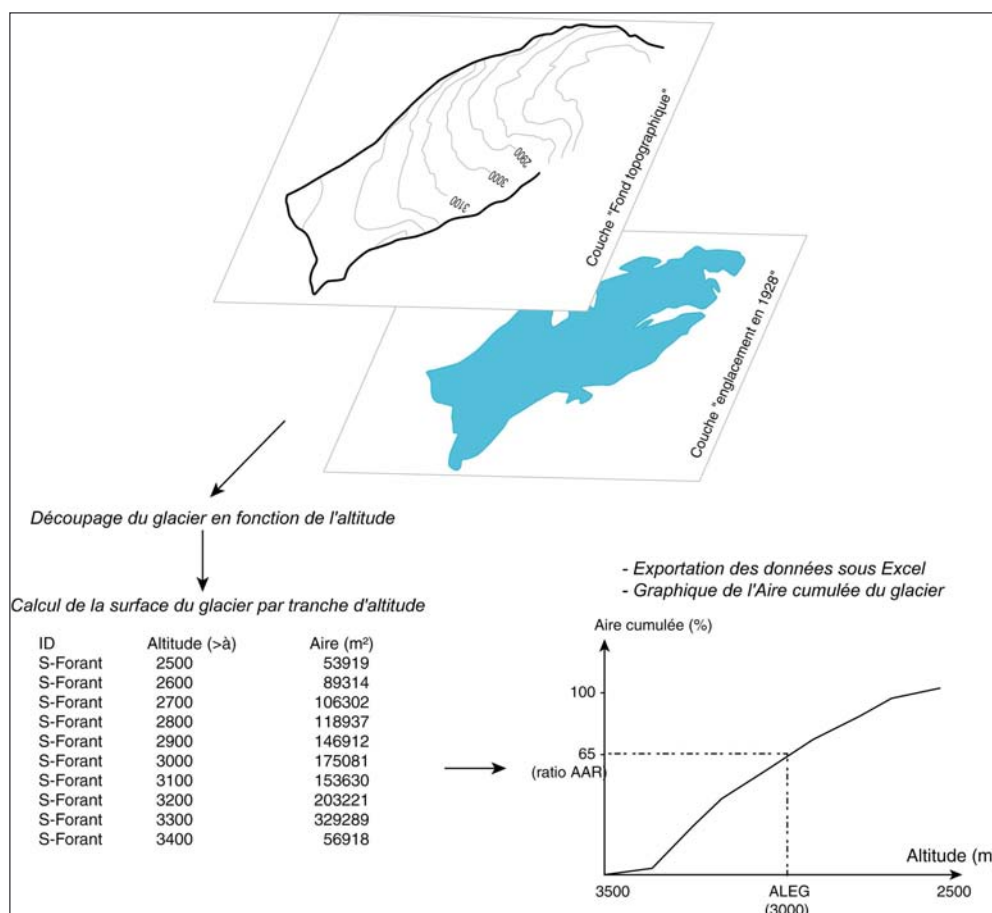 2900
3000
3100
Couche "Fond topographique"
Couche "englacement en 1928"
Découpage du glacier en fonction de l'altitude
Calcul de la surface du glacier par tranche d'altitude
ID Altitude (>à) Aire (m²)
S-Forant 2500 53919
S-Forant 2600 89314
S-Forant 2700 106302
S-Forant 2800 118937
S-Forant 2900 146912
S-Forant 3000 175081
S-Forant 3100 153630
S-Forant 3200 203221
S-Forant 3300 329289
S-Forant 3400 56918
- Exportation des données sous Excel
- Graphique de l'Aire cumulée du glacier
Aire cumulée (%)
100
65
(ratio AAR)
Altitude (m
3500 ALEG 2500
(3000)